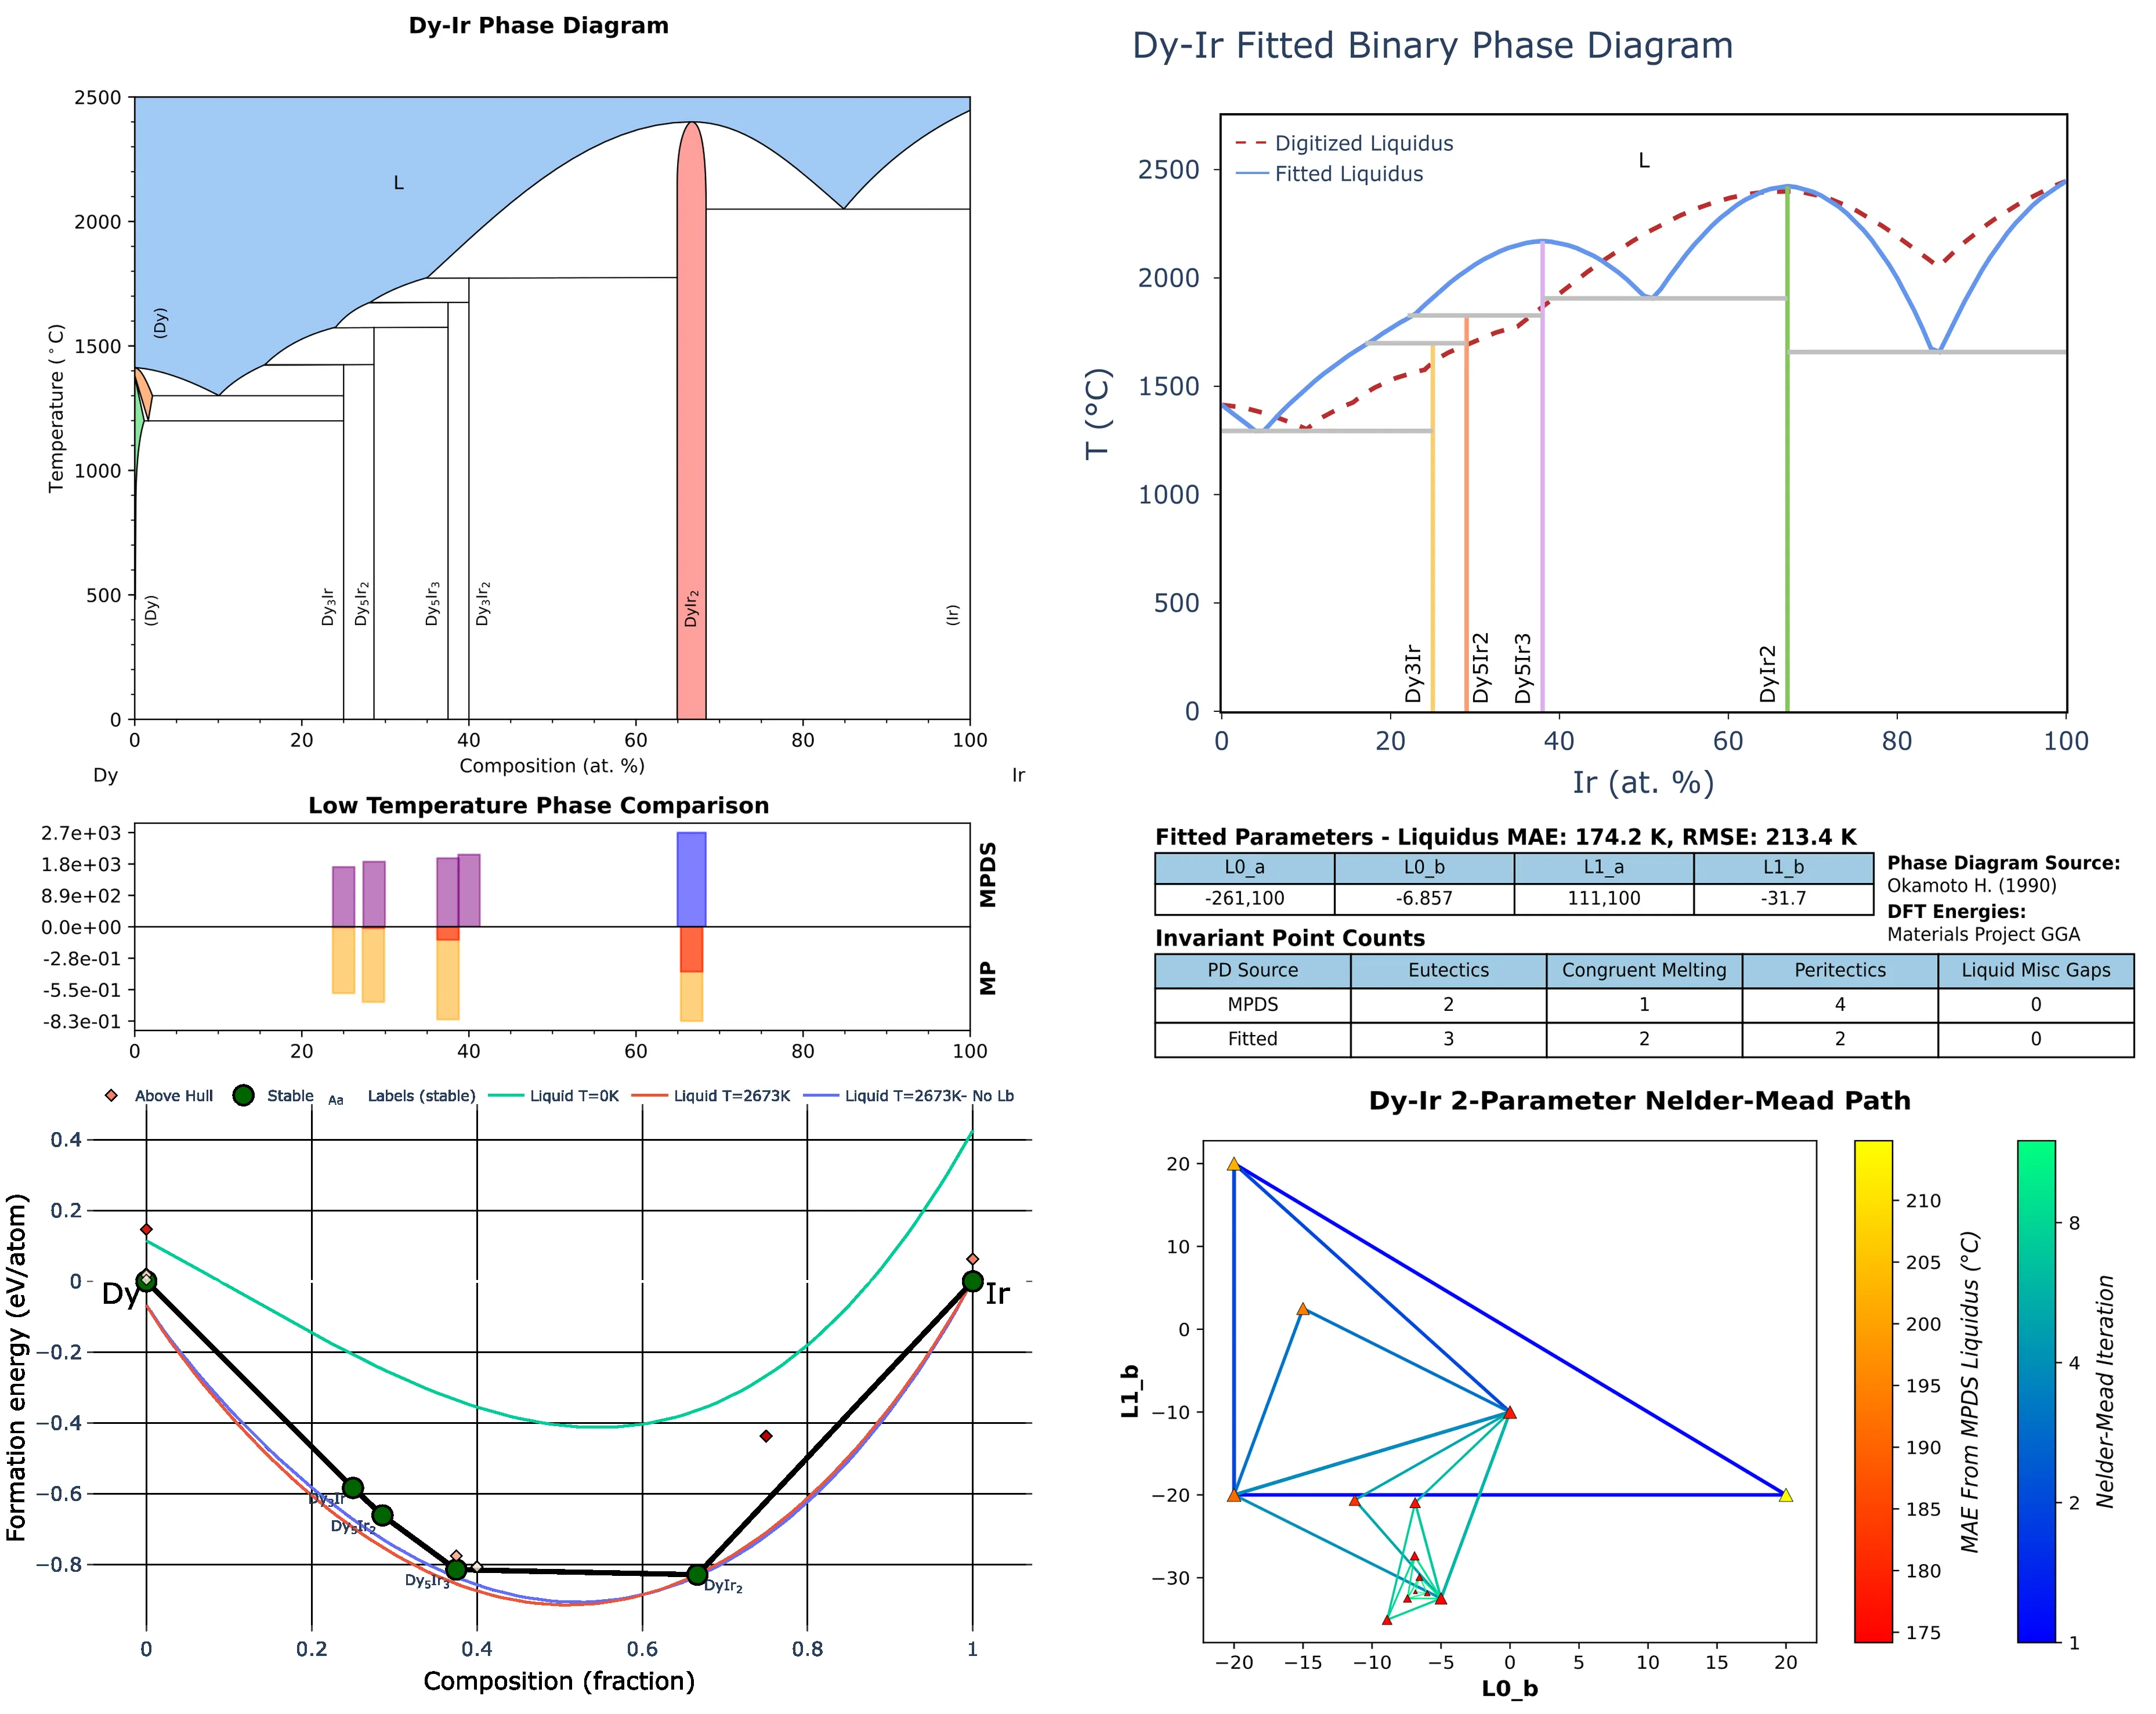 Dy-Ir Phase Diagram
2500
2000
1500
1000
500
0
Temperature (°C)
L
(Dy)
(Dy)
Dy3Ir
Dy5Ir2
Dy5Ir3
Dy3Ir2
DyIr2
(Ir)
0 20 40 60 80 100
Composition (at. %)
Dy Ir
Dy-Ir Fitted Binary Phase Diagram
Digitized Liquidus
Fitted Liquidus
L
2500
2000
1500
1000
500
0
T (°C)
Dy3Ir
Dy5Ir2
Dy5Ir3
DyIr2
0 20 40 60 80 100
Ir (at. %)
Low Temperature Phase Comparison
2.7e+03
1.8e+03
8.9e+02
0.0e+00
-2.8e-01
-5.5e-01
-8.3e-01
MPDS
MP
0 20 40 60 80 100
Fitted Parameters - Liquidus MAE: 174.2 K, RMSE: 213.4 K
L0_a L0_b L1_a L1_b
-261,100 -6.857 111,100 -31.7
Phase Diagram Source:
Okamoto H. (1990)
DFT Energies:
Materials Project GGA
Invariant Point Counts
PD Source Eutectics Congruent Melting Peritectics Liquid Misc Gaps
MPDS 2 1 4 0
Fitted 3 2 2 0
Above Hull Stable Aa Labels (stable) Liquid T=0K Liquid T=2673K Liquid T=2673K- No Lb
0.4
0.2
0
−0.2
−0.4
−0.6
−0.8
Formation energy (eV/atom)
Dy
Ir
Dy3Ir
Dy5Ir2
Dy5Ir3
DyIr2
0 0.2 0.4 0.6 0.8 1
Composition (fraction)
Dy-Ir 2-Parameter Nelder-Mead Path
20
10
0
−10
−20
−30
L1_b
−20 −15 −10 −5 0 5 10 15 20
L0_b
210
205
200
195
190
185
180
175
MAE From MPDS Liquidus (°C)
8
4
2
1
Nelder-Mead Iteration